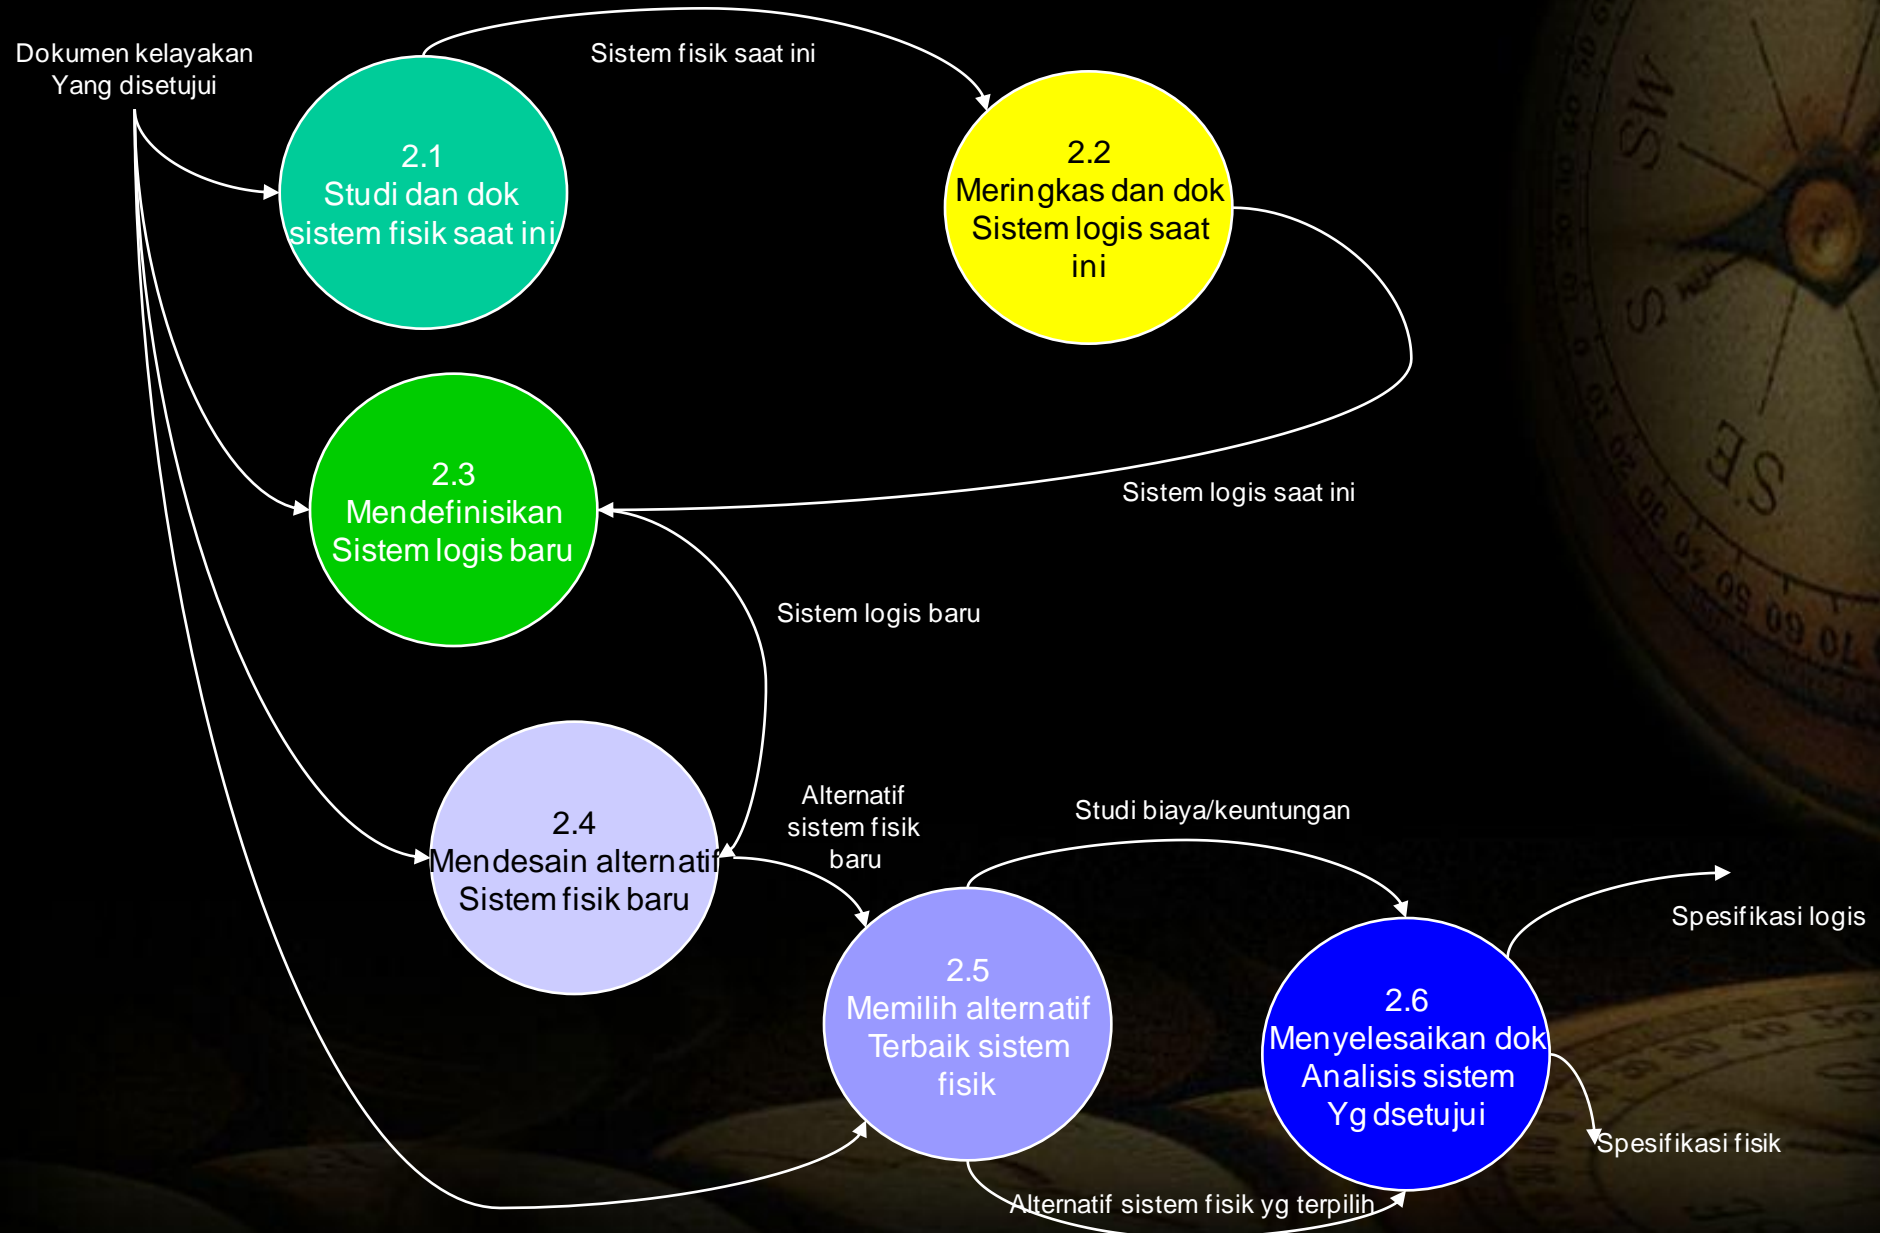 Dokumen kelayakan
Yang disetujui
Sistem fisik saat ini
2.1
Studi dan dok
sistem fisik saat ini
2.2
Meringkas dan dok
Sistem logis saat
ini
2.3
Mendefinisikan
Sistem logis baru
Sistem logis saat ini
Sistem logis baru
2.4
Mendesain alternatif
Sistem fisik baru
Alternatif
sistem fisik
baru
Studi biaya/keuntungan
2.5
Memilih alternatif
Terbaik sistem
fisik
2.6
Menyelesaikan dok
Analisis sistem
Yg dsetujui
Spesifikasi logis
Spesifikasi fisik
Alternatif sistem fisik yg terpilih
SW
S
SE